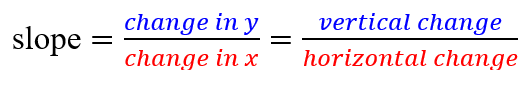 slope = change in y / change in x = vertical change / horizontal change